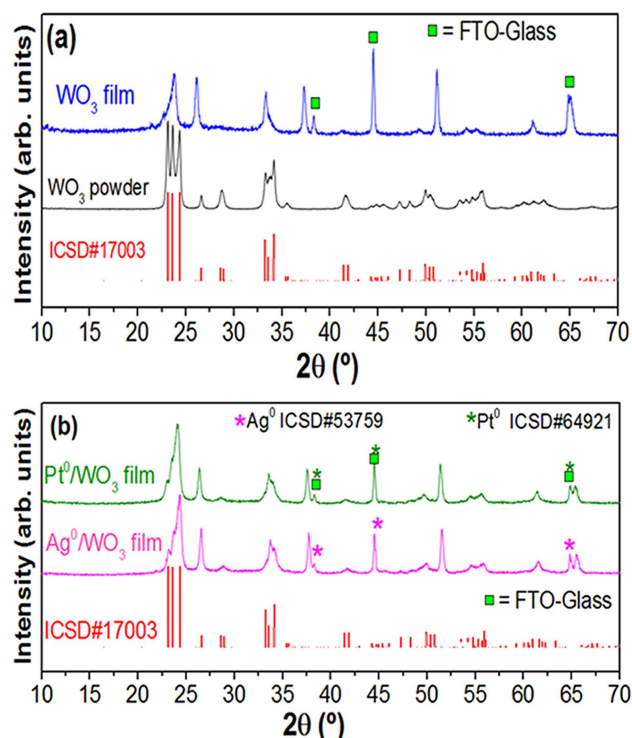 (a)
= FTO-Glass
WO3 film
WO3 powder
ICSD#17003
Intensity (arb. units)
10 15 20 25 30 35 40 45 50 55 60 65 70
2θ (º)
(b)
*Ag0 ICSD#53759
*Pt0 ICSD#64921
Pt0/WO3 film
* * *
Ag0/WO3 film
* * *
= FTO-Glass
ICSD#17003
Intensity (arb. units)
10 15 20 25 30 35 40 45 50 55 60 65 70
2θ (º)